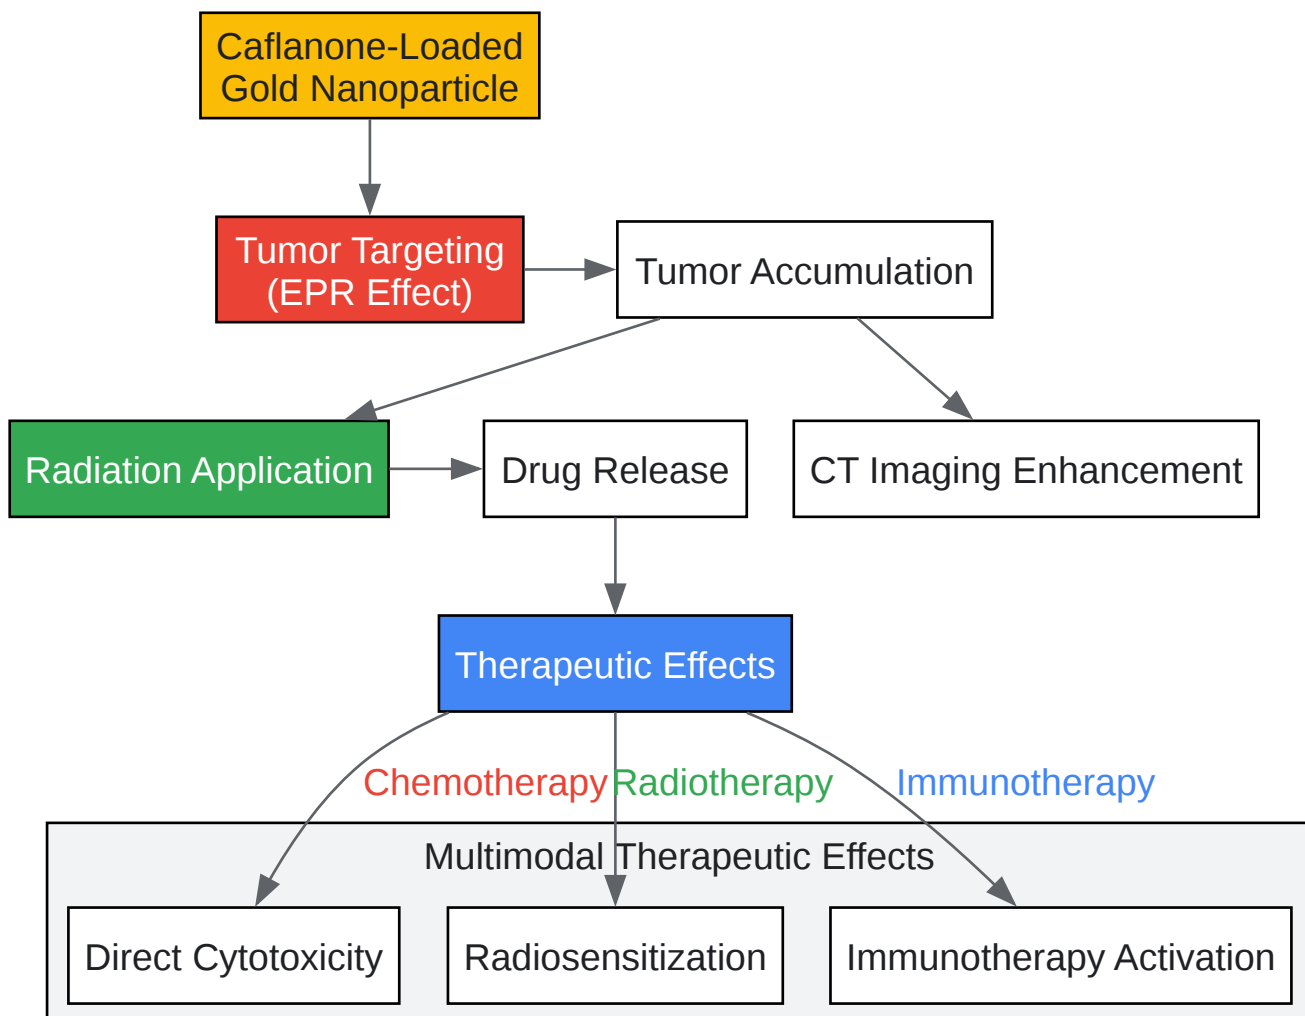 Caflanone-Loaded
Gold Nanoparticle
Tumor Targeting
(EPR Effect)
Tumor Accumulation
Radiation Application
Drug Release
CT Imaging Enhancement
Therapeutic Effects
Chemotherapy
Radiotherapy
Immunotherapy
Multimodal Therapeutic Effects
Direct Cytotoxicity
Radiosensitization
Immunotherapy Activation